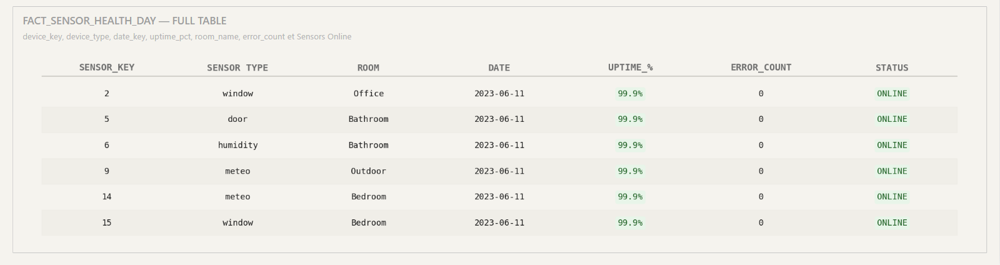 FACT_SENSOR_HEALTH_DAY — FULL TABLE
device_key, device_type, date_key, uptime_pct, room_name, error_count et Sensors Online
SENSOR_KEY SENSOR TYPE ROOM DATE UPTIME_% ERROR_COUNT STATUS
2 window Office 2023-06-11 99.9% 0 ONLINE
5 door Bathroom 2023-06-11 99.9% 0 ONLINE
6 humidity Bathroom 2023-06-11 99.9% 0 ONLINE
9 meteo Outdoor 2023-06-11 99.9% 0 ONLINE
14 meteo Bedroom 2023-06-11 99.9% 0 ONLINE
15 window Bedroom 2023-06-11 99.9% 0 ONLINE